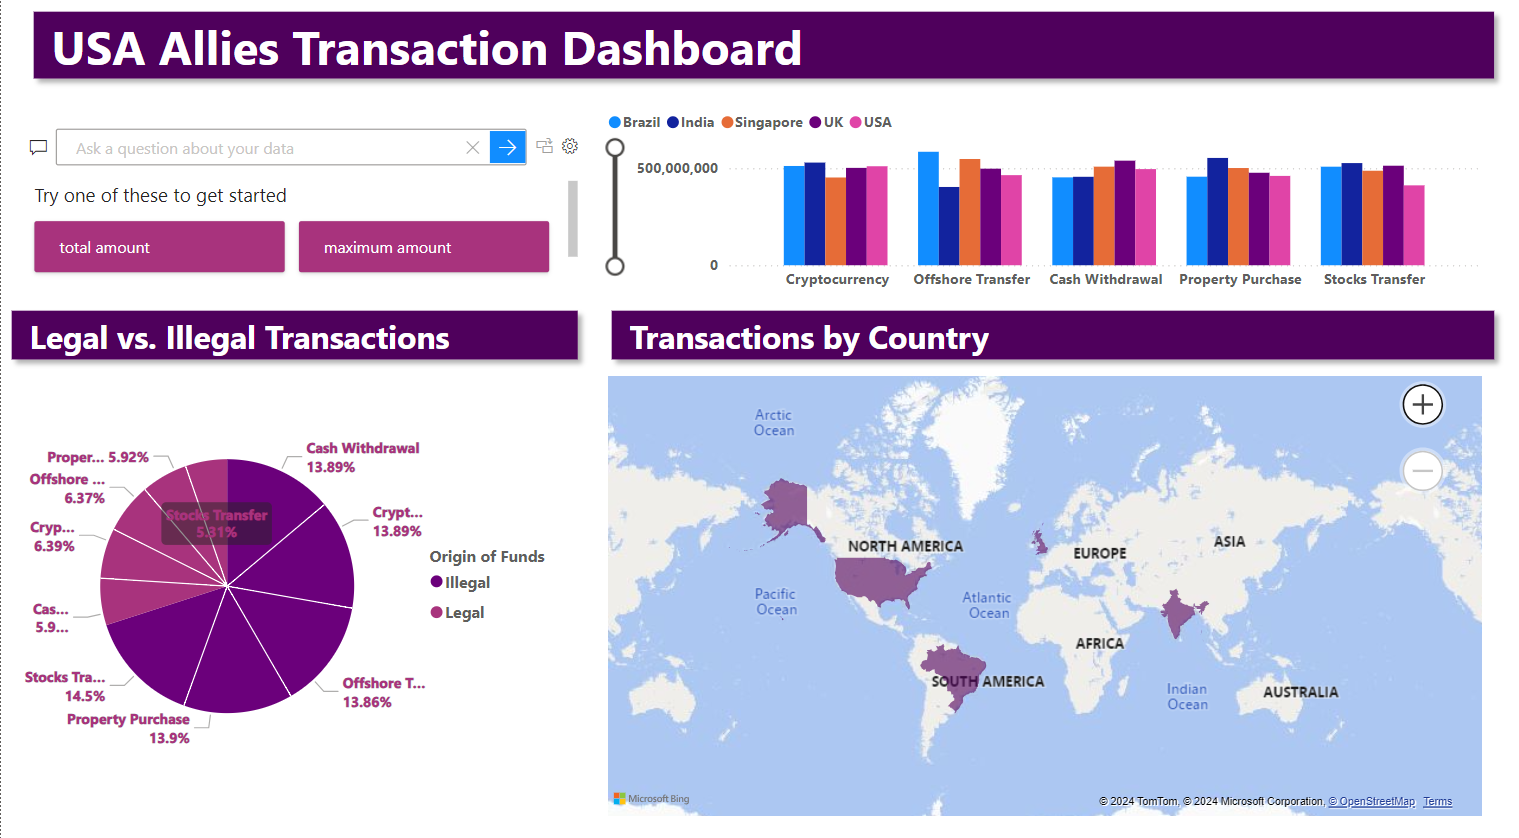 USA Allies Transaction Dashboard
Ask a question about your data
Try one of these to get started
total amount
maximum amount
Brazil India Singapore UK USA
500,000,000
0
Cryptocurrency Offshore Transfer Cash Withdrawal Property Purchase Stocks Transfer
Legal vs. Illegal Transactions
Cash Withdrawal
13.89%
Crypt...
13.89%
Offshore T...
13.86%
Property Purchase
13.9%
Stocks Tra...
14.5%
Cas...
5.9...
Cryp...
6.39%
Offshore ...
6.37%
Proper... 5.92%
Stocks Transfer
5.31%
Origin of Funds
Illegal
Legal
Transactions by Country
Arctic
Ocean
NORTH AMERICA
EUROPE
ASIA
Pacific
Ocean
Atlantic
Ocean
AFRICA
SOUTH AMERICA
Indian
Ocean
AUSTRALIA
Microsoft Bing
© 2024 TomTom, © 2024 Microsoft Corporation, © OpenStreetMap Terms